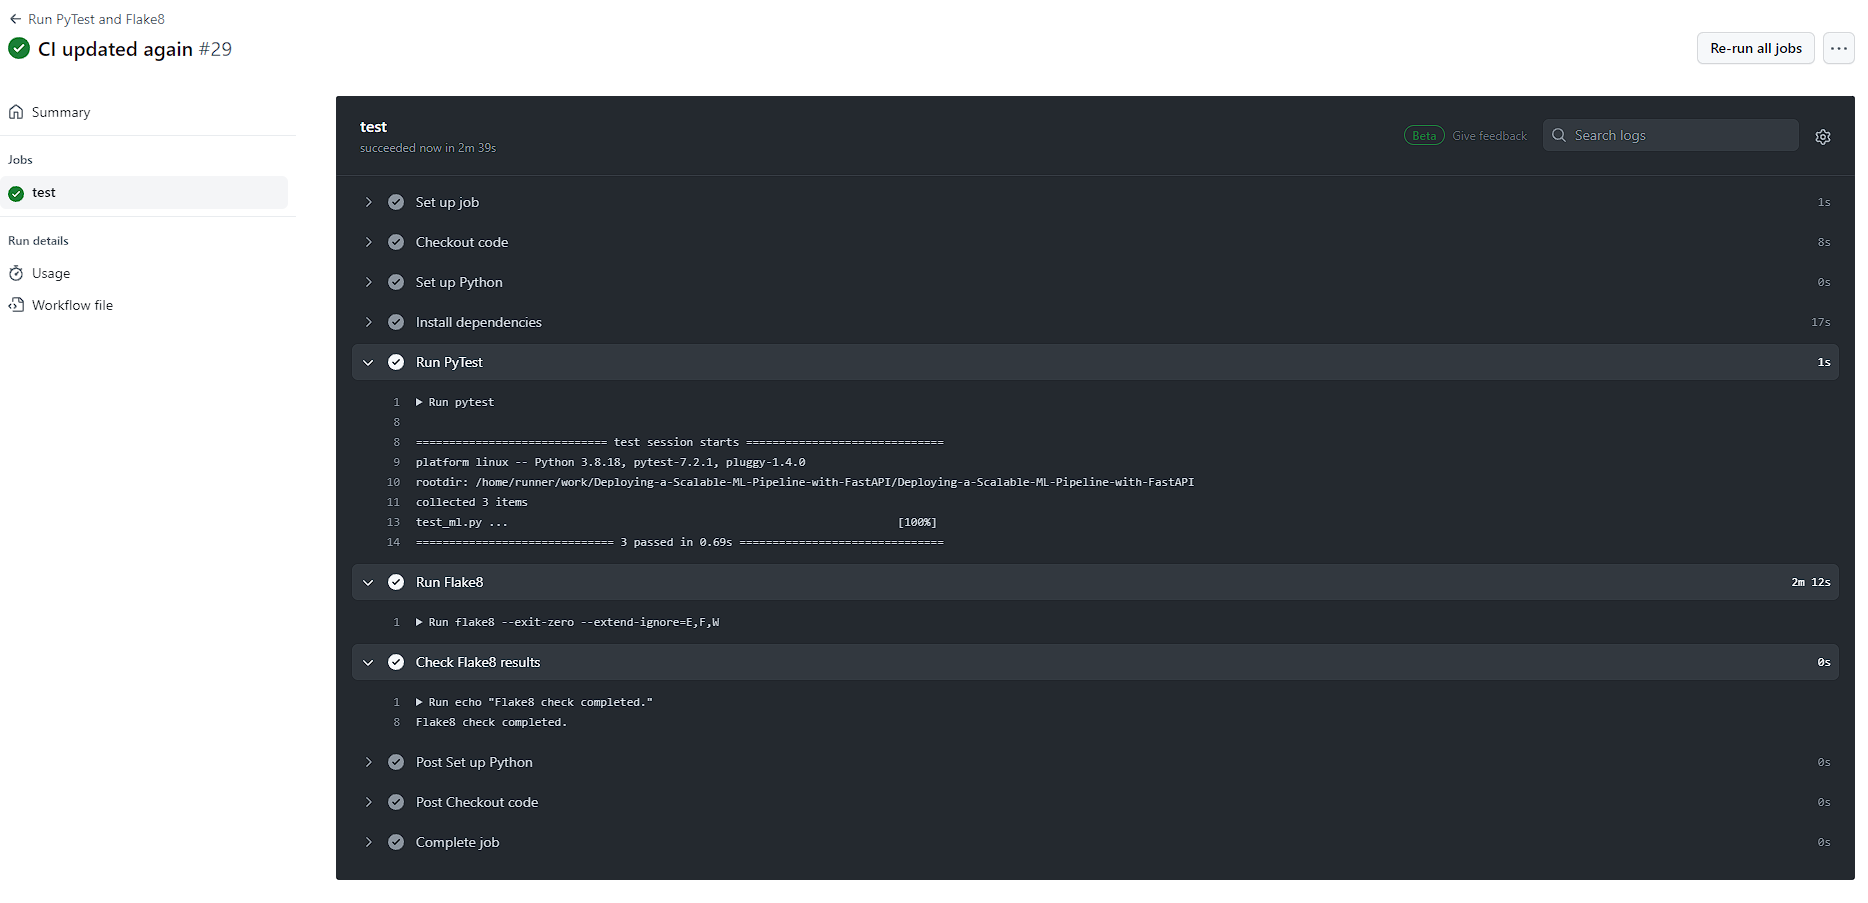 Run PyTest and Flake8
CI updated again #29
Re-run all jobs
Summary
Jobs
test
Run details
Usage
Workflow file
test
succeeded now in 2m 39s
Beta Give feedback
Search logs
Set up job 1s
Checkout code 8s
Set up Python 0s
Install dependencies 17s
Run PyTest 1s
1 Run pytest
8
8 ============================= test session starts ==============================
9 platform linux -- Python 3.8.18, pytest-7.2.1, pluggy-1.4.0
10 rootdir: /home/runner/work/Deploying-a-Scalable-ML-Pipeline-with-FastAPI/Deploying-a-Scalable-ML-Pipeline-with-FastAPI
11 collected 3 items
13 test_ml.py ... [100%]
14 ============================== 3 passed in 0.69s ===============================
Run Flake8 2m 12s
1 Run flake8 --exit-zero --extend-ignore=E,F,W
Check Flake8 results 0s
1 Run echo "Flake8 check completed."
8 Flake8 check completed.
Post Set up Python 0s
Post Checkout code 0s
Complete job 0s